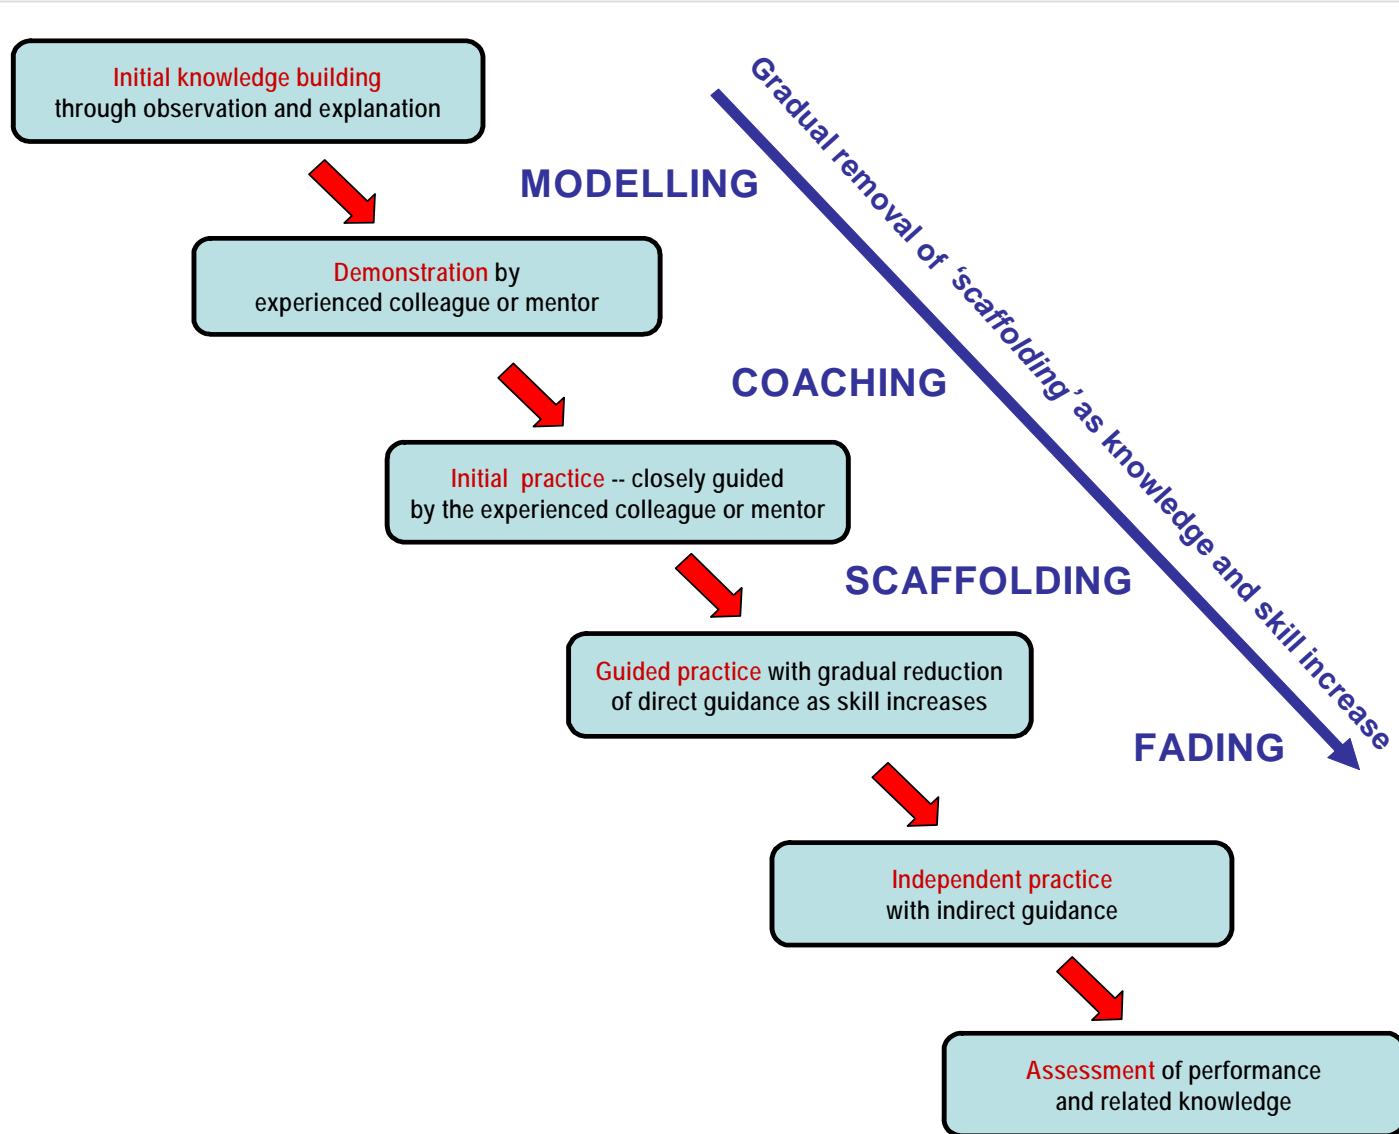 Initial knowledge building
through observation and explanation
Gradual removal of ‘scaffolding’ as knowledge and skill increase
MODELLING
Demonstration by
experienced colleague or mentor
COACHING
Initial practice -- closely guided
by the experienced colleague or mentor
SCAFFOLDING
Guided practice with gradual reduction
of direct guidance as skill increases
FADING
Independent practice
with indirect guidance
Assessment of performance
and related knowledge